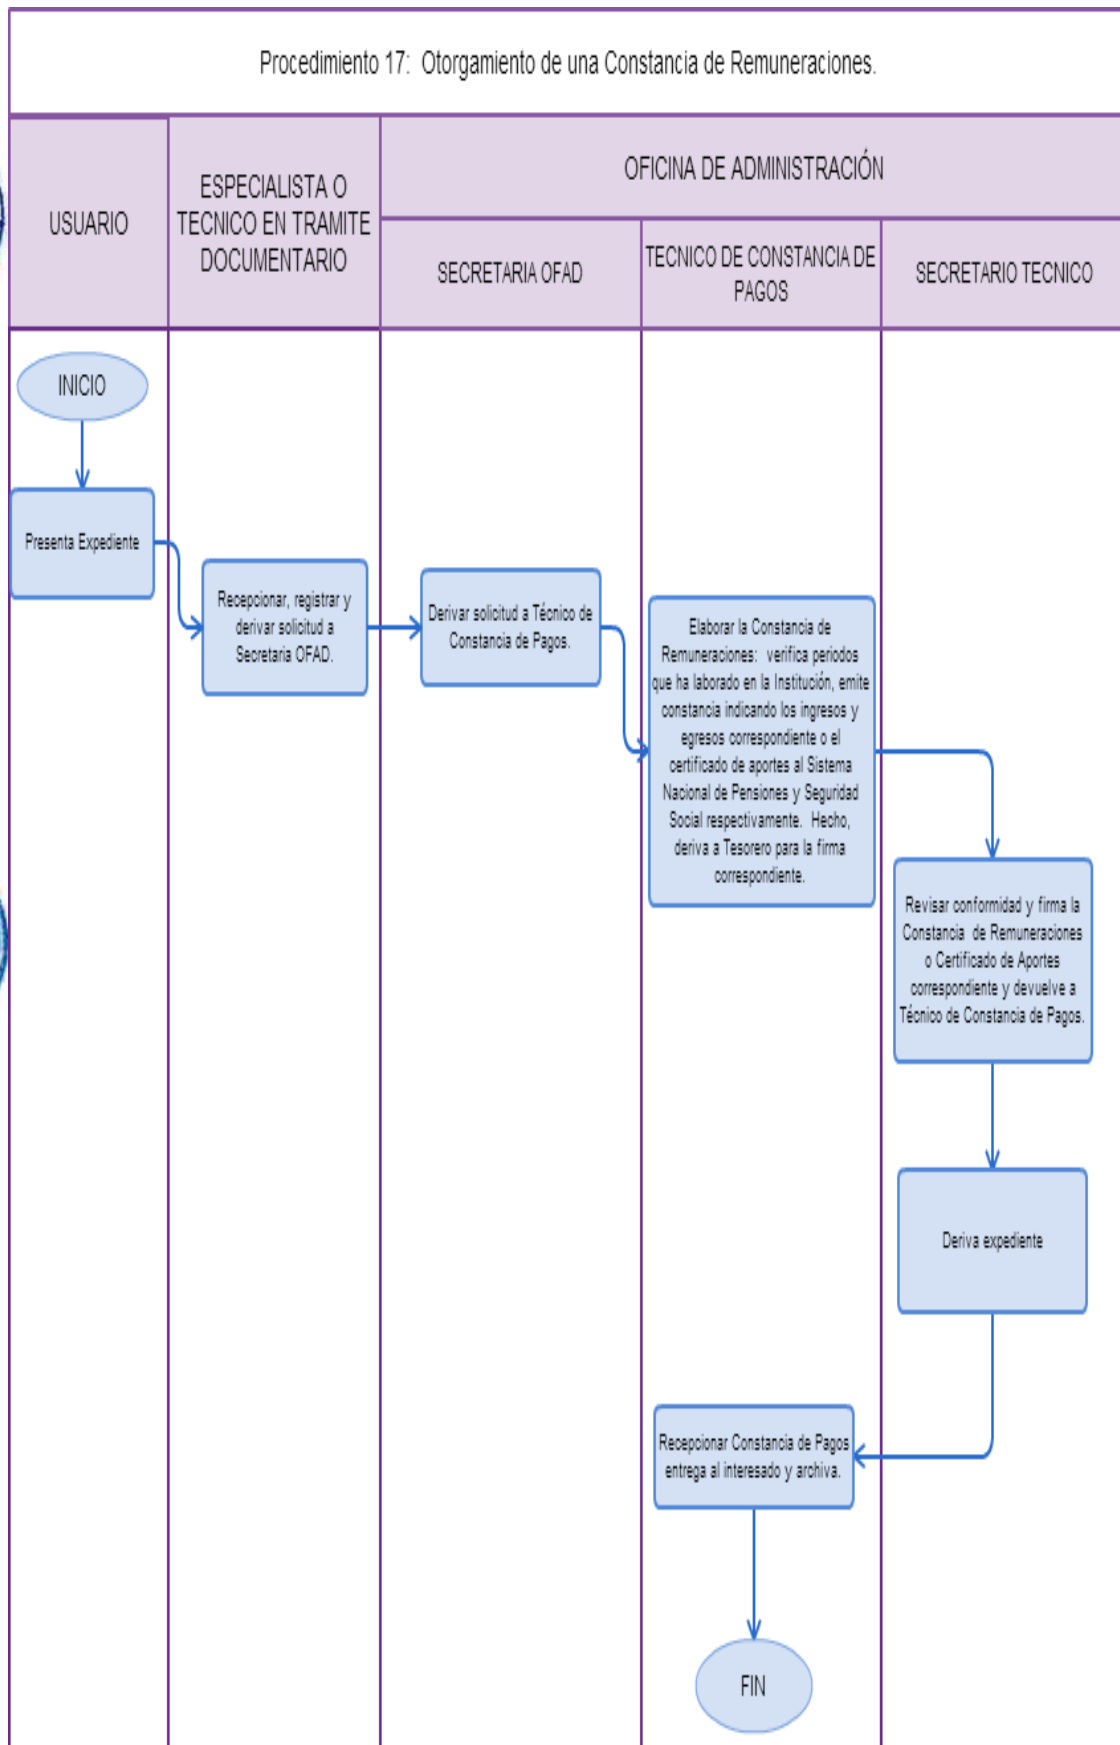 Procedimiento 17: Otorgamiento de una Constancia de Remuneraciones.
USUARIO
ESPECIALISTA O
TECNICO EN TRAMITE
DOCUMENTARIO
OFICINA DE ADMINISTRACIÓN
SECRETARIA OFAD
TECNICO DE CONSTANCIA DE
PAGOS
SECRETARIO TECNICO
INICIO
Presenta Expediente
Recepcionar, registrar y
derivar solicitud a
Secretaria OFAD.
Derivar solicitud a Técnico de
Constancia de Pagos.
Elaborar la Constancia de
Remuneraciones: verifica periodos
que ha laborado en la Institución, emite
constancia indicando los ingresos y
egresos correspondiente o el
certificado de aportes al Sistema
Nacional de Pensiones y Seguridad
Social respectivamente. Hecho,
deriva a Tesorero para la firma
correspondiente.
Revisar conformidad y firma la
Constancia de Remuneraciones
o Certificado de Aportes
correspondiente y devuelve a
Técnico de Constancia de Pagos.
Deriva expediente
Recepcionar Constancia de Pagos
entrega al interesado y archiva.
FIN